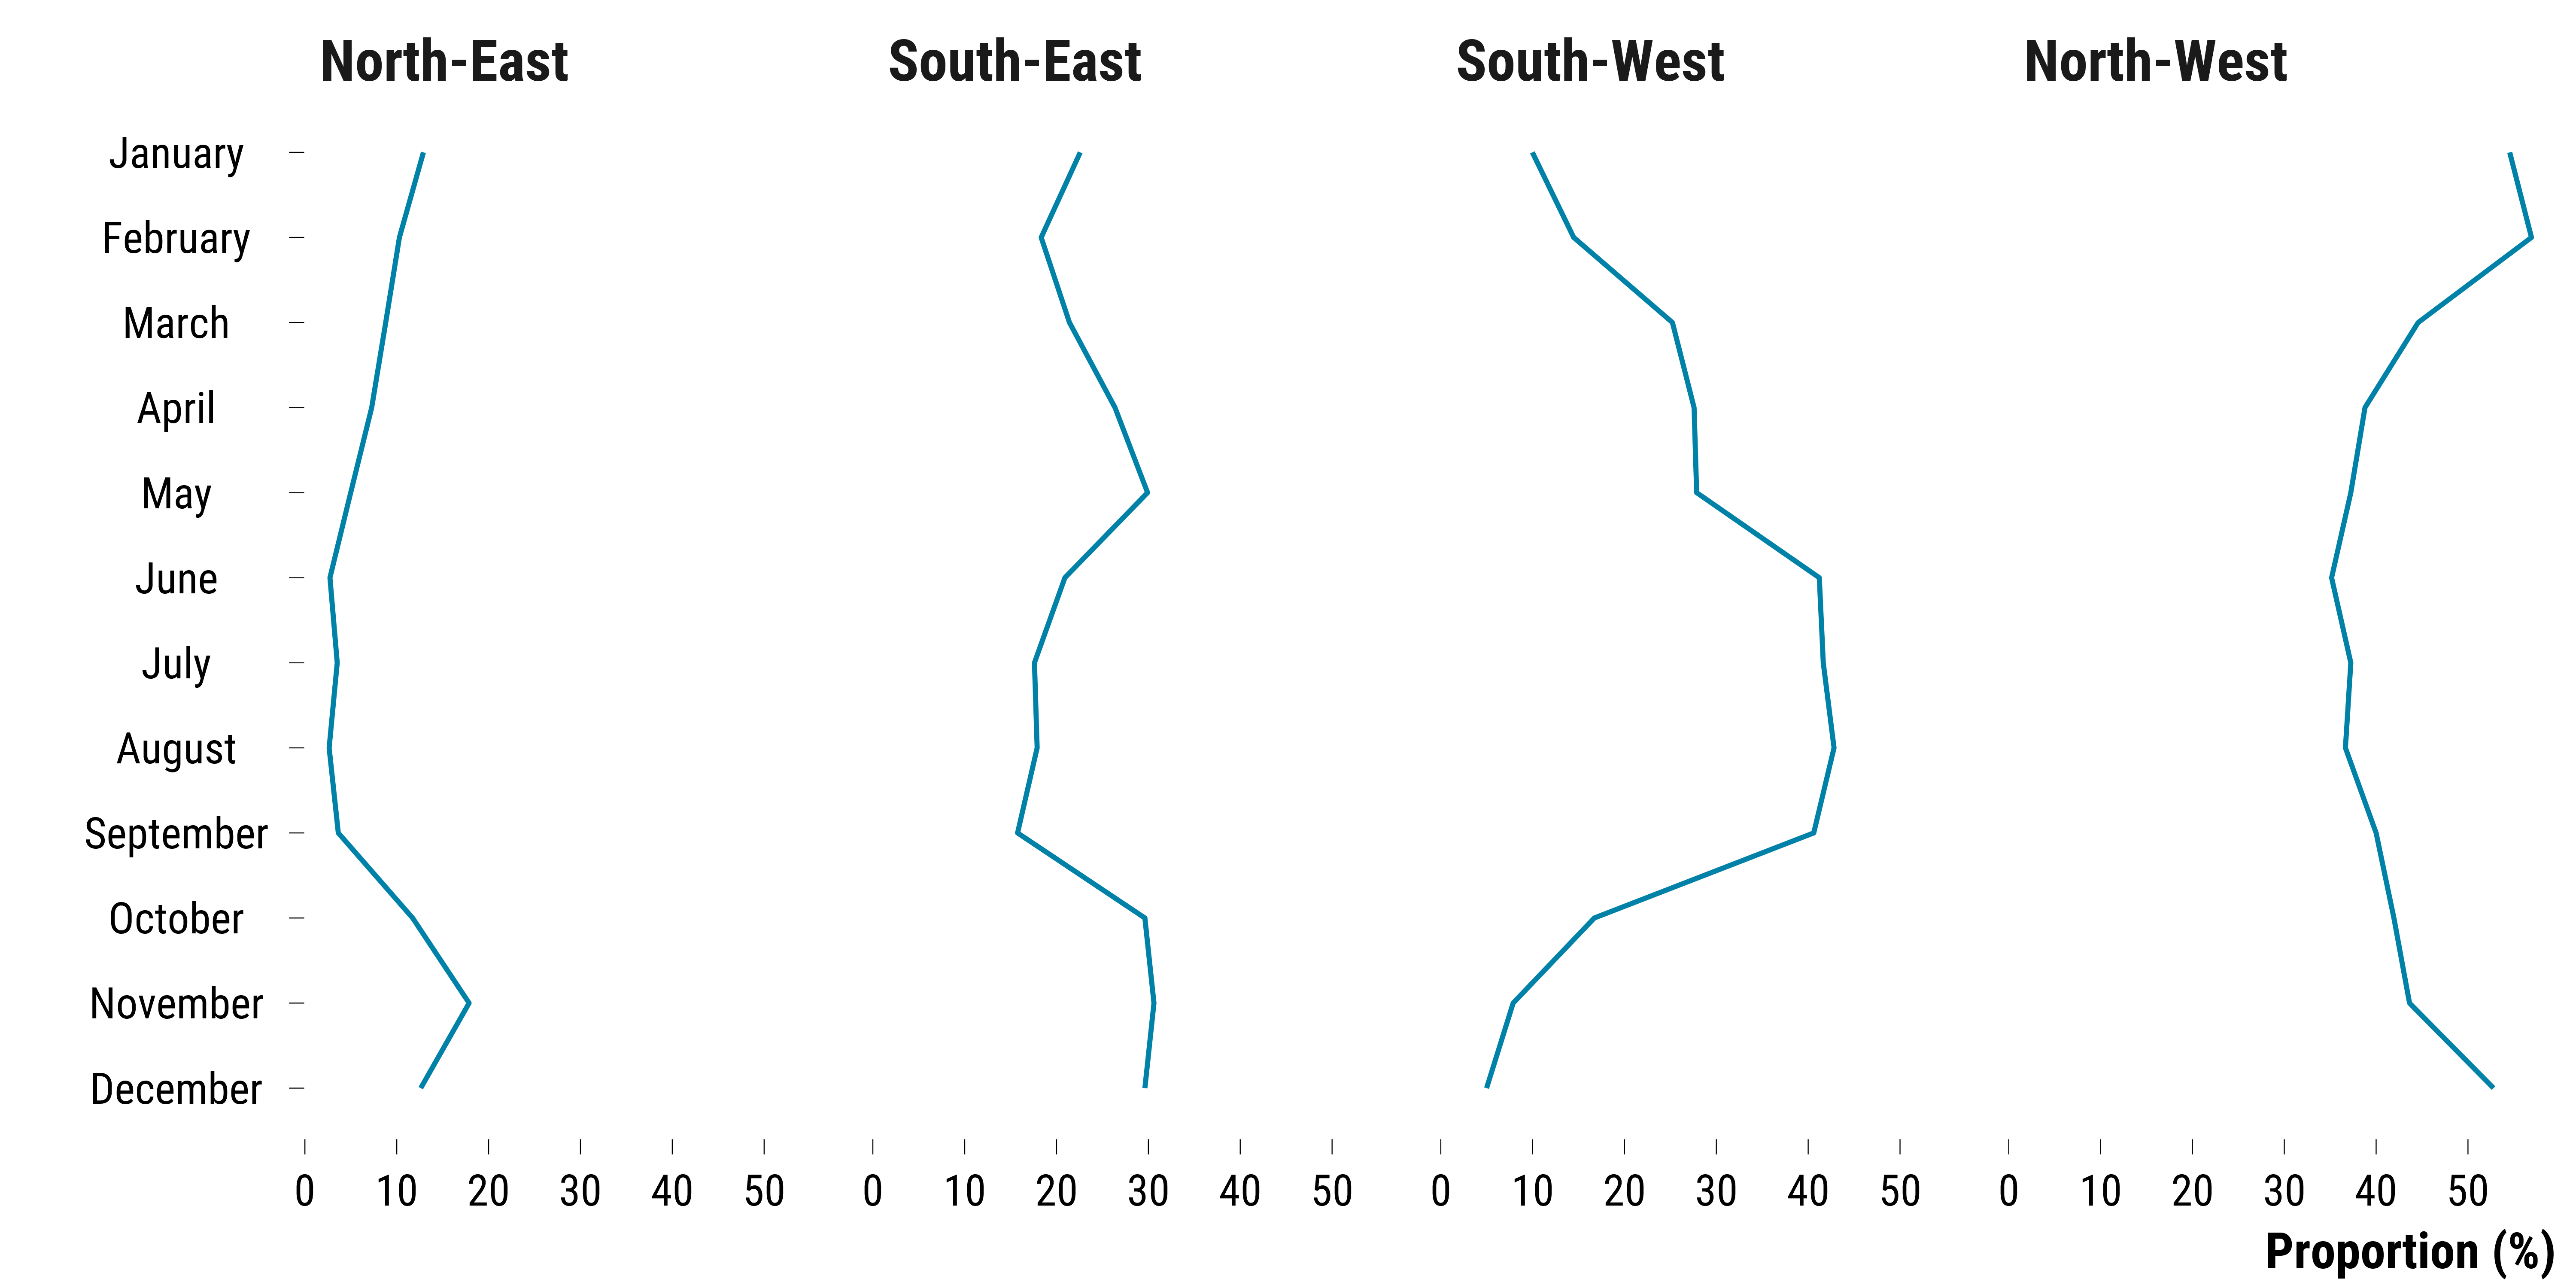 North-East South-East South-West North-West
January
February
March
April
May
June
July
August
September
October
November
December
0 10 20 30 40 50 0 10 20 30 40 50 0 10 20 30 40 50 0 10 20 30 40 50
Proportion (%)